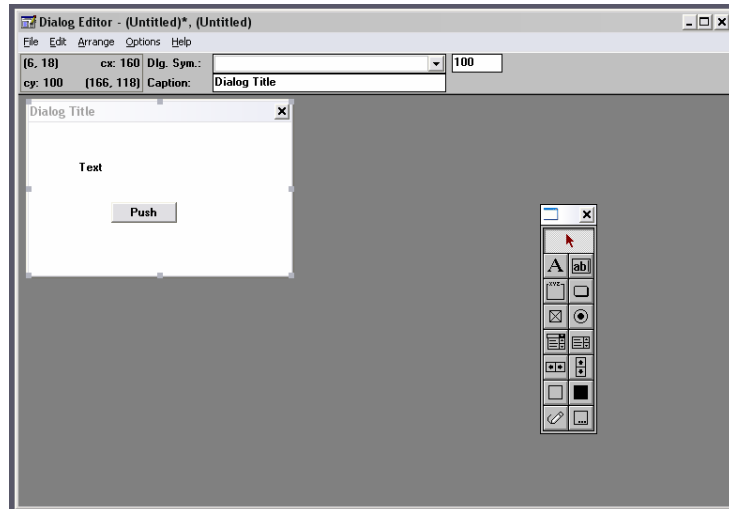 Dialog Editor - (Untitled)*, (Untitled)
File Edit Arrange Options Help
(6, 18) cx: 160 Dlg. Sym.: 100
cy: 100 (166, 118) Caption: Dialog Title
Dialog Title
Text
Push
A ab|
XYZ
...